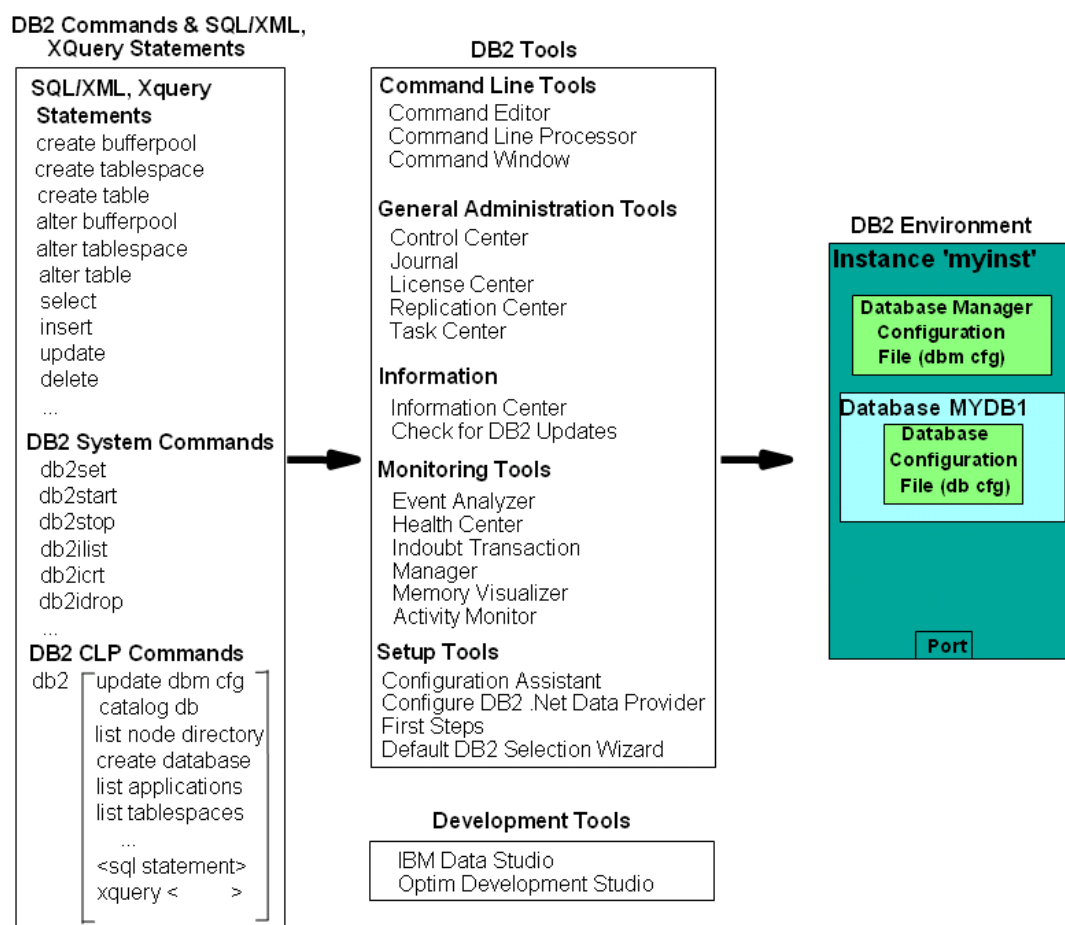 DB2 Commands & SQL/XML,
XQuery Statements
SQL/XML, Xquery
Statements
create bufferpool
create tablespace
create table
alter bufferpool
alter tablespace
alter table
select
insert
update
delete
...
DB2 System Commands
db2set
db2start
db2stop
db2ilist
db2icrt
db2idrop
...
DB2 CLP Commands
db2
update dbm cfg
catalog db
list node directory
create database
list applications
list tablespaces
...
<sql statement>
xquery < >
DB2 Tools
Command Line Tools
Command Editor
Command Line Processor
Command Window
General Administration Tools
Control Center
Journal
License Center
Replication Center
Task Center
Information
Information Center
Check for DB2 Updates
Monitoring Tools
Event Analyzer
Health Center
Indoubt Transaction
Manager
Memory Visualizer
Activity Monitor
Setup Tools
Configuration Assistant
Configure DB2 .Net Data Provider
First Steps
Default DB2 Selection Wizard
Development Tools
IBM Data Studio
Optim Development Studio
DB2 Environment
Instance 'myinst'
Database Manager
Configuration
File (dbm cfg)
Database MYDB1
Database
Configuration
File (db cfg)
Port